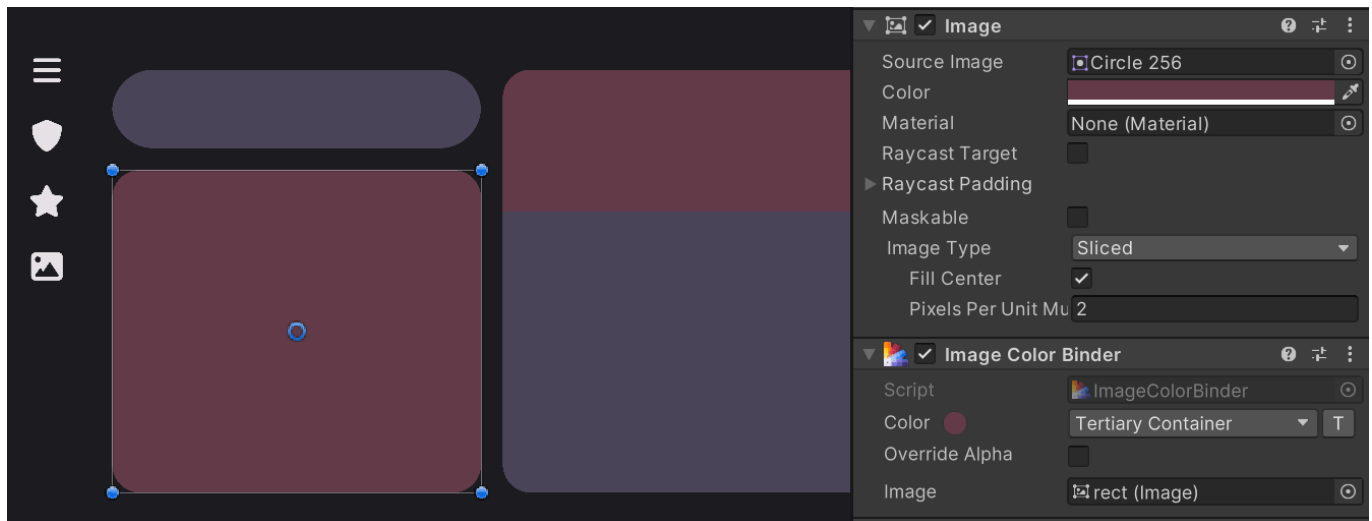 Image
Source Image Circle 256
Color
Material None (Material)
Raycast Target
Raycast Padding
Maskable
Image Type Sliced
Fill Center
Pixels Per Unit Mu 2
Image Color Binder
Script ImageColorBinder
Color Tertiary Container T
Override Alpha
Image rect (Image)